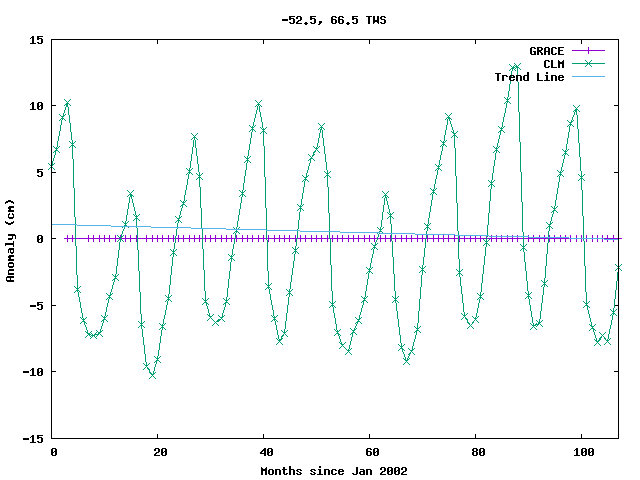 -52.5, 66.5 TWS
GRACE
CLM
Trend Line
15
10
5
0
-5
-10
-15
Anomaly (cm)
0 20 40 60 80 100
Months since Jan 2002